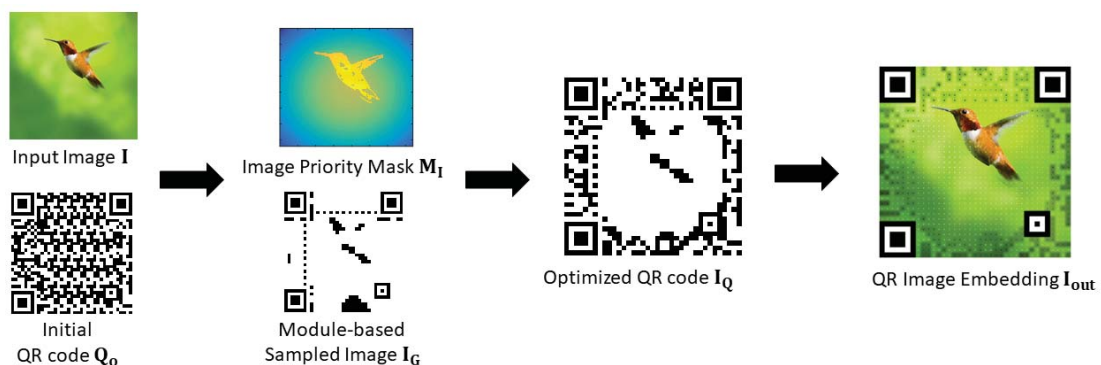 Input Image I
Initial
QR code Qo
Image Priority Mask MI
Module-based
Sampled Image IG
Optimized QR code IQ
QR Image Embedding Iout